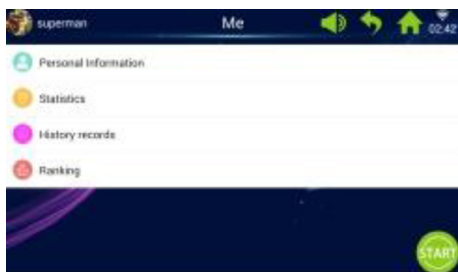 superman
Me
02:42
Personal Information
Statistics
History records
Ranking
START